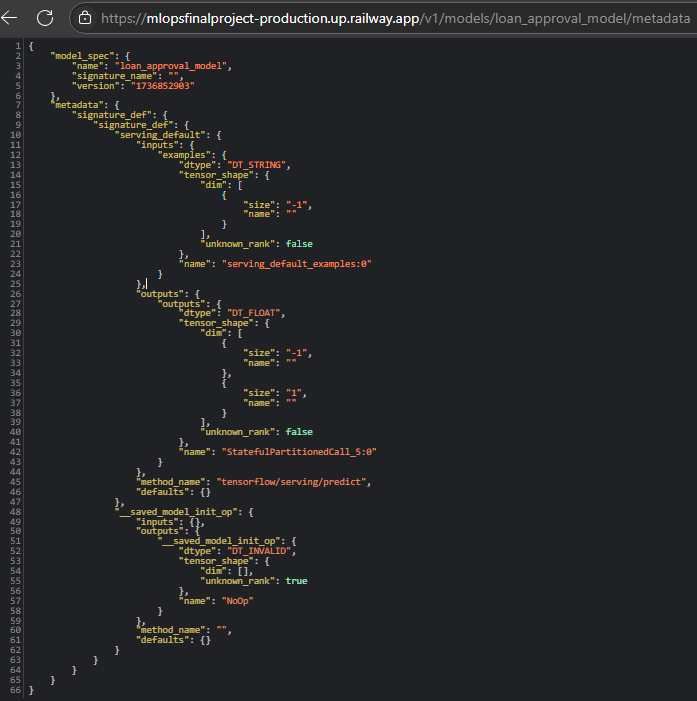 https://mlopsfinalproject-production.up.railway.app/v1/models/loan_approval_model/metadata
1 {
2     "model_spec": {
3         "name": "loan_approval_model",
4         "signature_name": "",
5         "version": "1736852903"
6     },
7     "metadata": {
8         "signature_def": {
9             "signature_def": {
10                 "serving_default": {
11                     "inputs": {
12                         "examples": {
13                             "dtype": "DT_STRING",
14                             "tensor_shape": {
15                                 "dim": [
16                                     {
17                                         "size": "-1",
18                                         "name": ""
19                                     }
20                                 ],
21                                 "unknown_rank": false
22                             },
23                             "name": "serving_default_examples:0"
24                         }
25                     },
26                     "outputs": {
27                         "outputs": {
28                             "dtype": "DT_FLOAT",
29                             "tensor_shape": {
30                                 "dim": [
31                                     {
32                                         "size": "-1",
33                                         "name": ""
34                                     },
35                                     {
36                                         "size": "1",
37                                         "name": ""
38                                     }
39                                 ],
40                                 "unknown_rank": false
41                             },
42                             "name": "StatefulPartitionedCall_5:0"
43                         }
44                     },
45                     "method_name": "tensorflow/serving/predict",
46                     "defaults": {}
47                 },
48                 "__saved_model_init_op": {
49                     "inputs": {},
50                     "outputs": {
51                         "__saved_model_init_op": {
52                             "dtype": "DT_INVALID",
53                             "tensor_shape": {
54                                 "dim": [],
55                                 "unknown_rank": true
56                             },
57                             "name": "NoOp"
58                         }
59                     },
60                     "method_name": "",
61                     "defaults": {}
62                 }
63             }
64         }
65     }
66 }